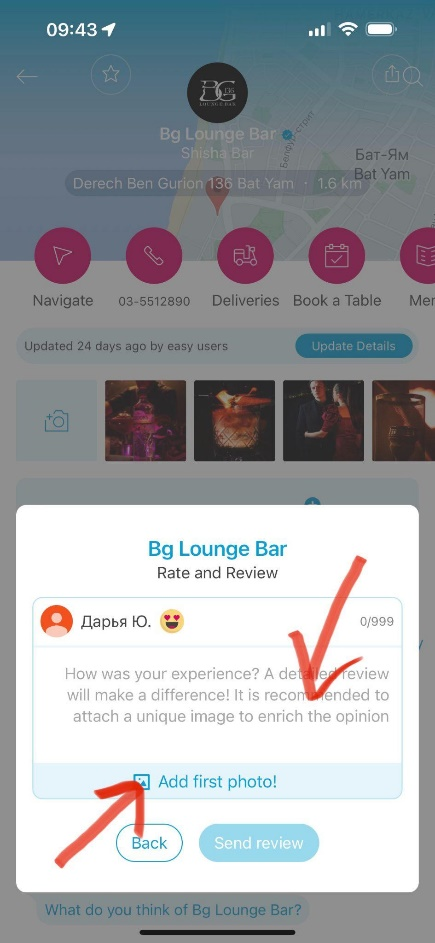 09:43
BG 136
LOUNGE BAR
Bg Lounge Bar
Shisha Bar
Бат-Ям
Bat Yam
Derech Ben Gurion 136 Bat Yam · 1.6 km
Navigate
03-5512890
Deliveries
Book a Table
Mer
Updated 24 days ago by easy users
Update Details
Bg Lounge Bar
Rate and Review
Дарья Ю.
0/999
How was your experience? A detailed review
will make a difference! It is recommended to
attach a unique image to enrich the opinion
Add first photo!
Back
Send review
What do you think of Bg Lounge Bar?